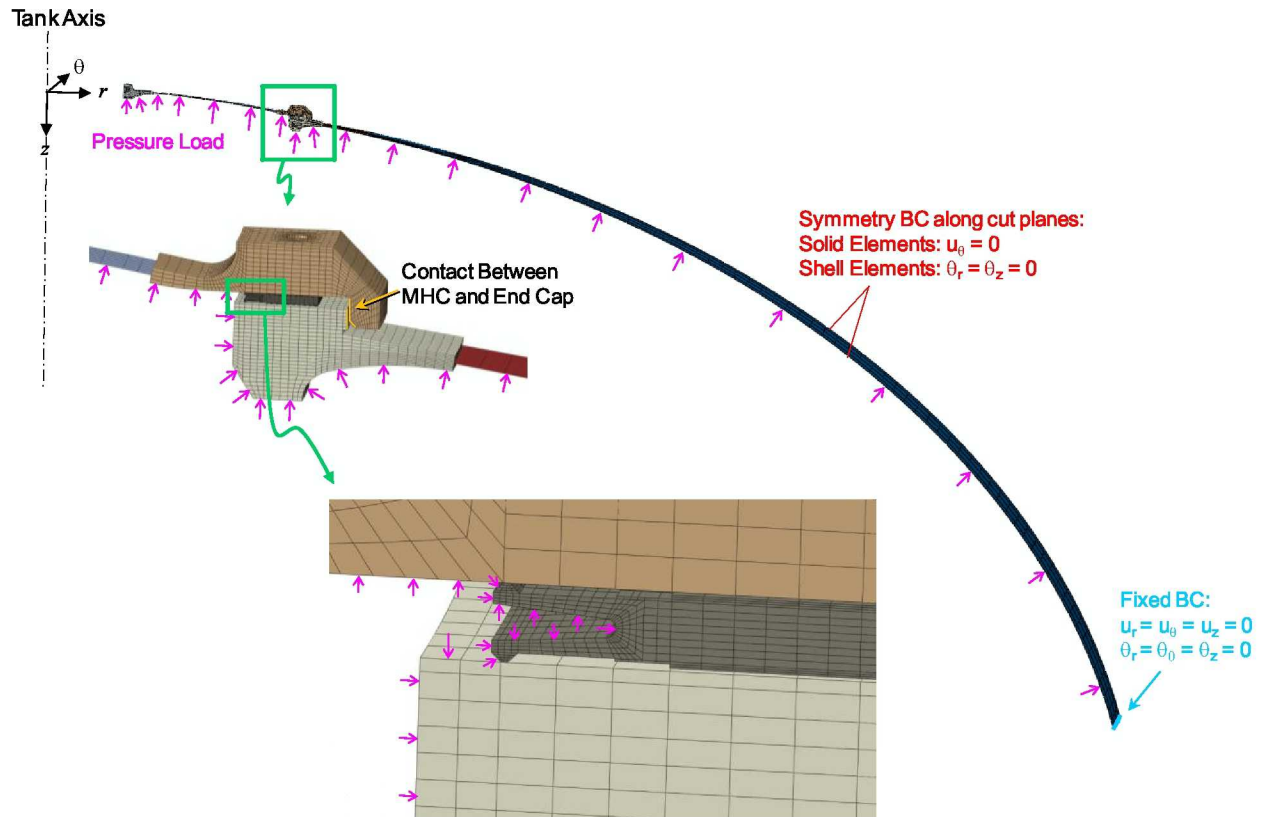 Tank Axis
θ
r
z
Pressure Load
Symmetry BC along cut planes:
Solid Elements: uθ = 0
Shell Elements: θr = θz = 0
Contact Between
MHC and End Cap
Fixed BC:
ur = uθ = uz = 0
θr = θ0 = θz = 0